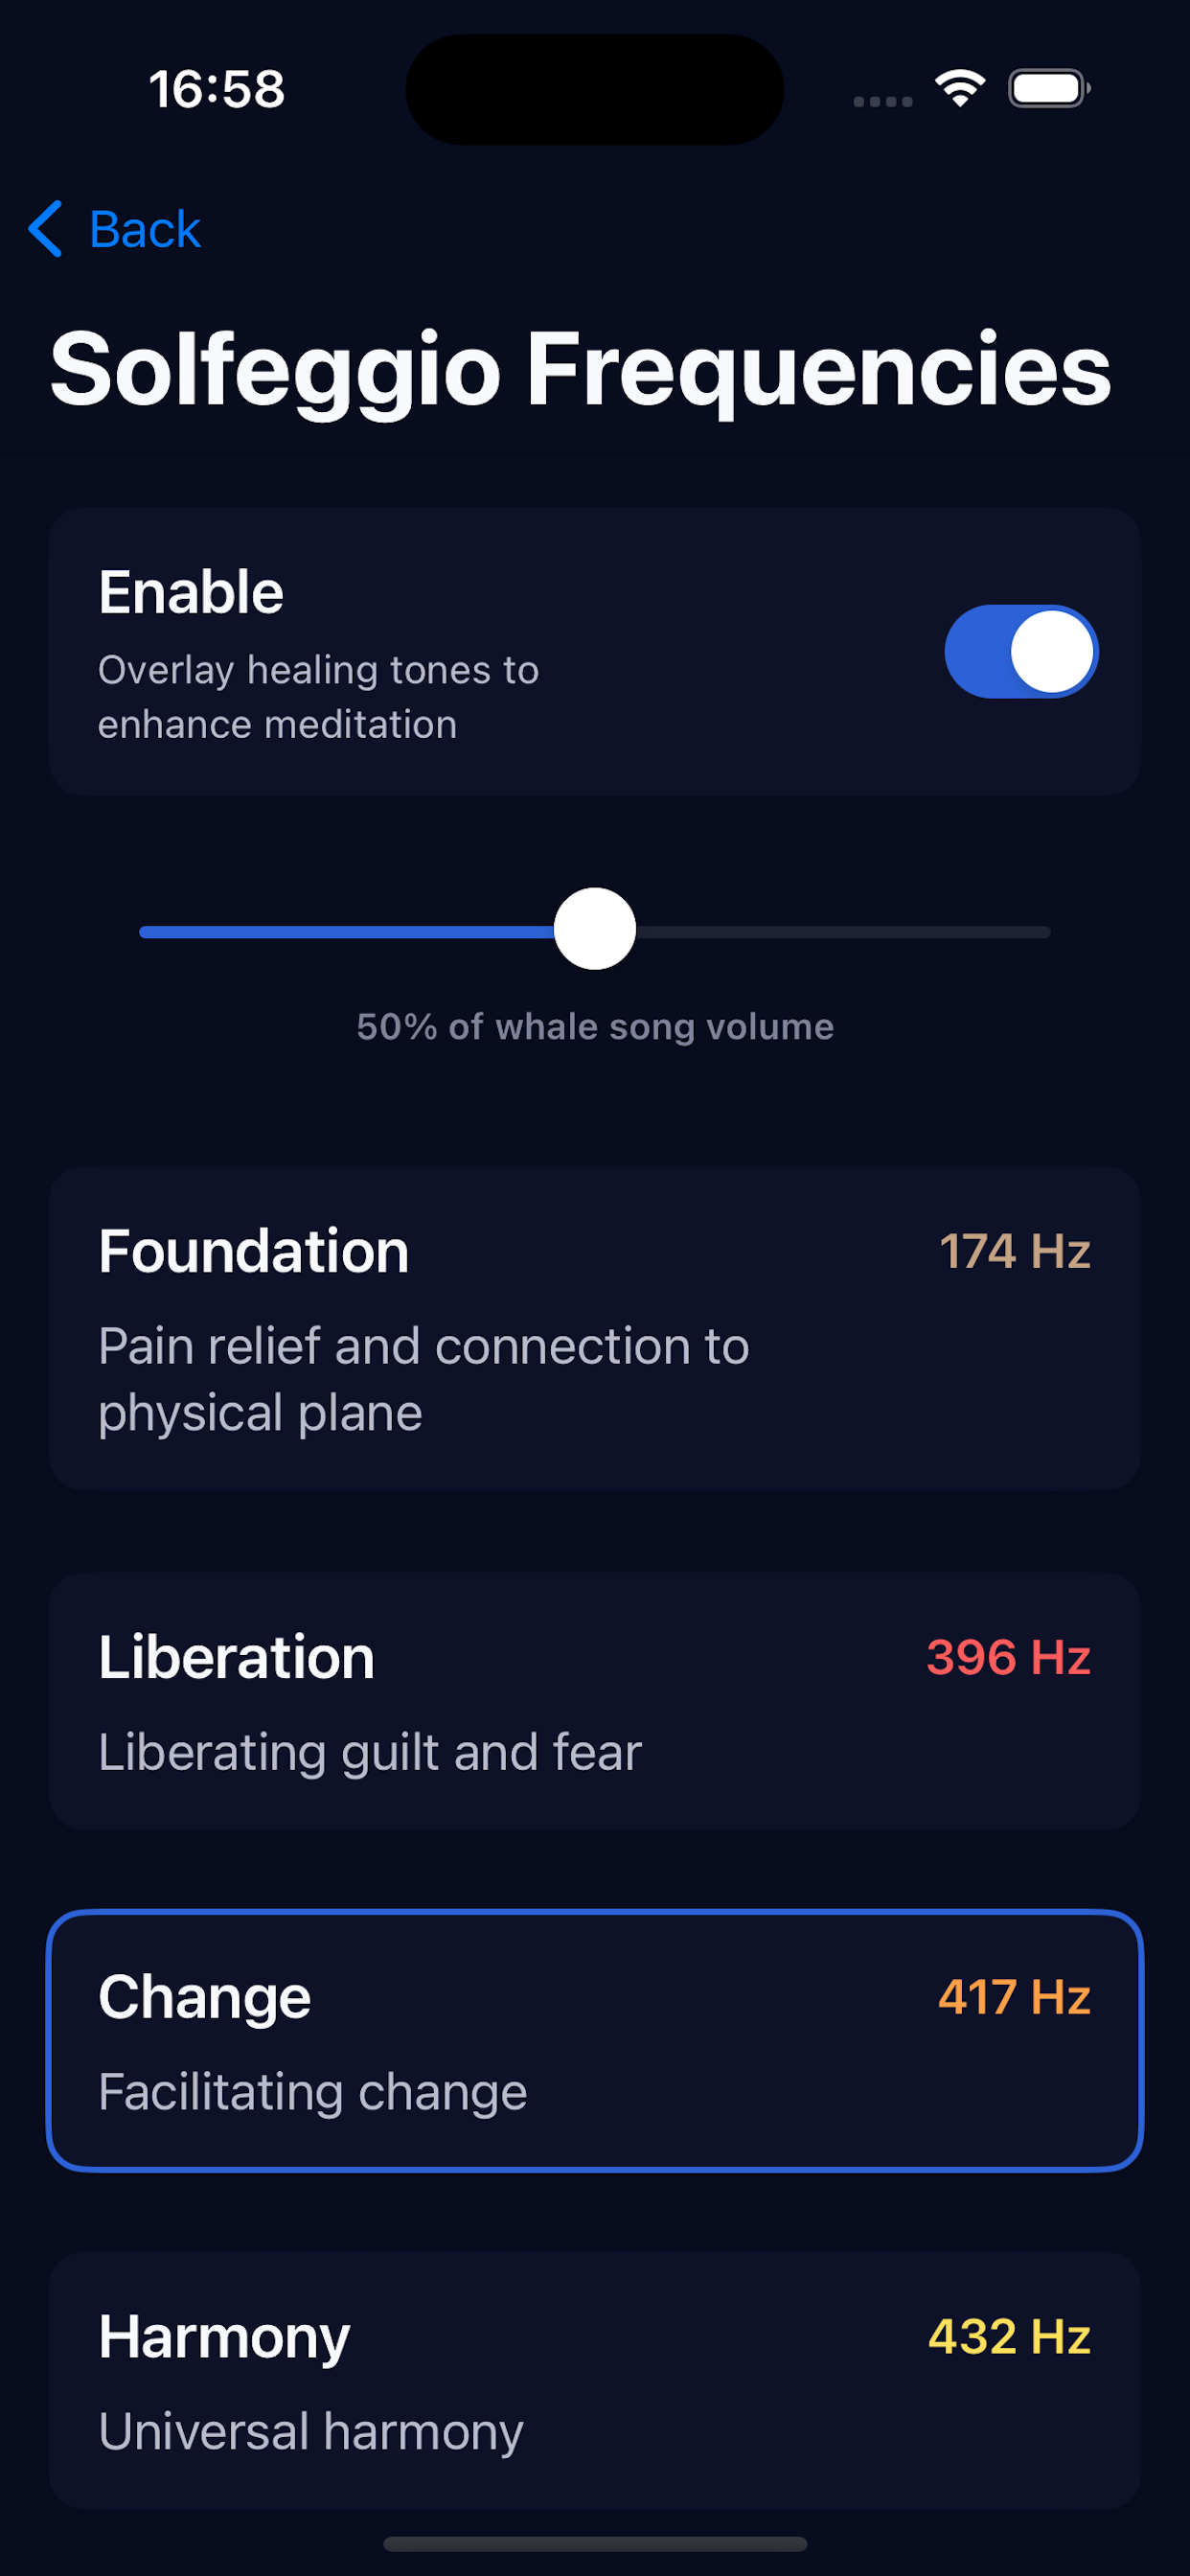 16:58
Back
Solfeggio Frequencies
Enable
Overlay healing tones to
enhance meditation
50% of whale song volume
Foundation
174 Hz
Pain relief and connection to
physical plane
Liberation
396 Hz
Liberating guilt and fear
Change
417 Hz
Facilitating change
Harmony
432 Hz
Universal harmony